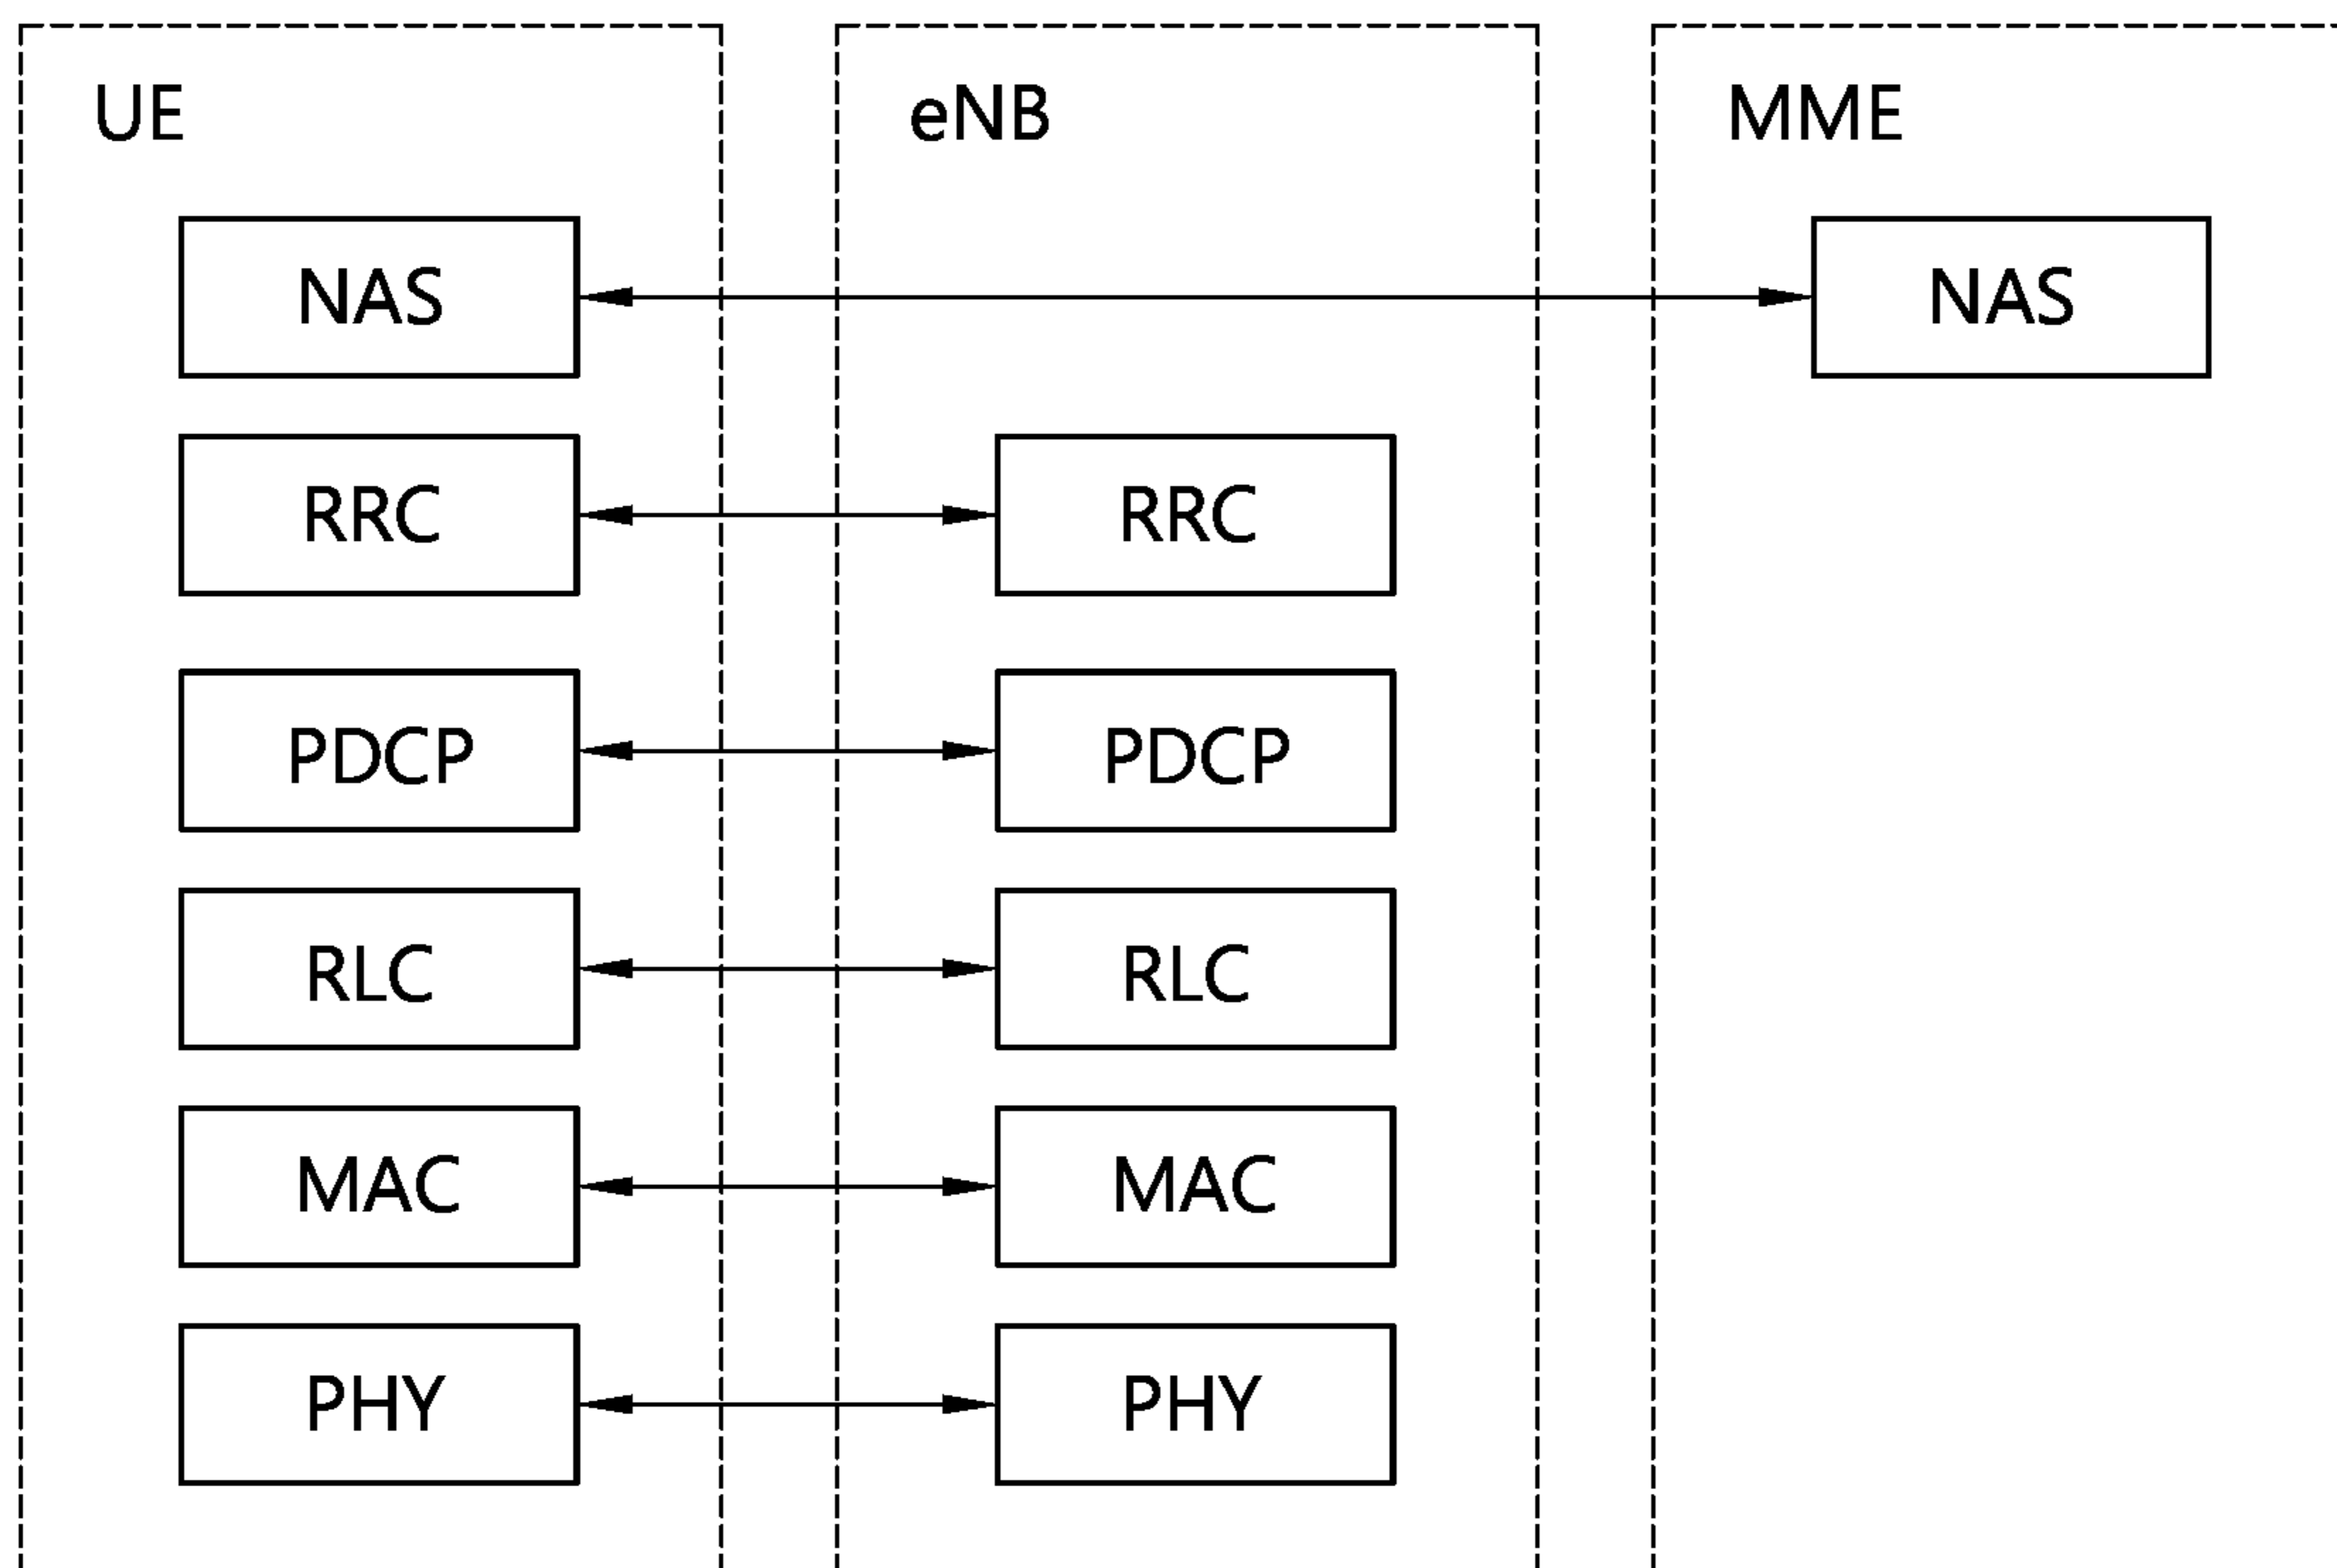 UE eNB MME
NAS NAS
RRC RRC
PDCP PDCP
RLC RLC
MAC MAC
PHY PHY